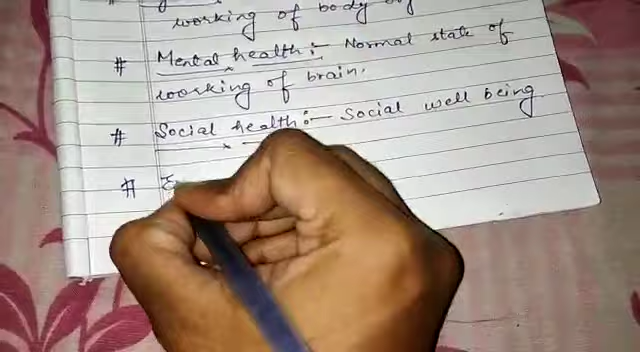 working of body
# Mental health :- Normal state of
working of brain.
# Social health :- Social well being
#